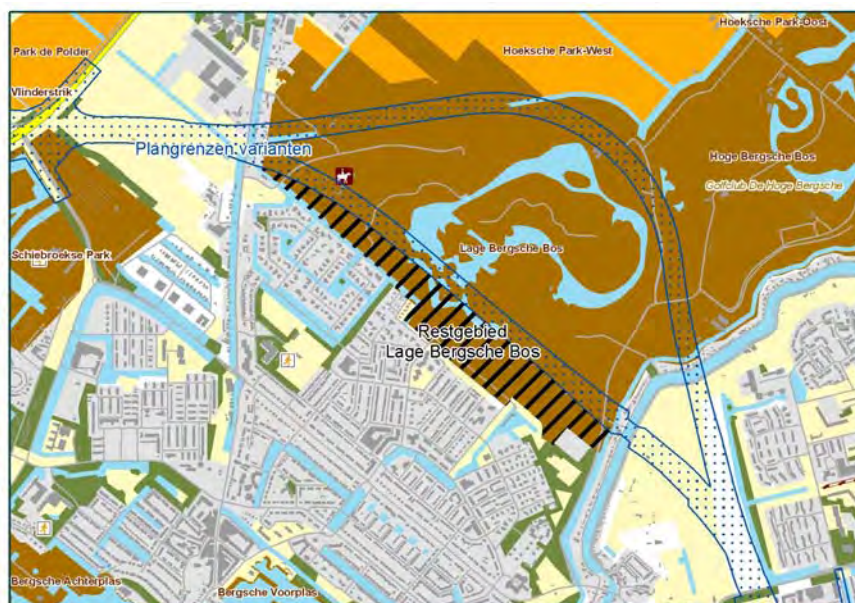 Hoeksche Park-Oost
Park de Polder
Hoeksche Park-West
Vlinderstrik
Plangrenzen varianten
Hoge Bergsche Bos
Golfclub De Hoge Bergsche
Lage Bergsche Bos
Schiebroekse Park
Restgebied
Lage Bergsche Bos
Bergsche Achterplas
Bergsche Voorplas